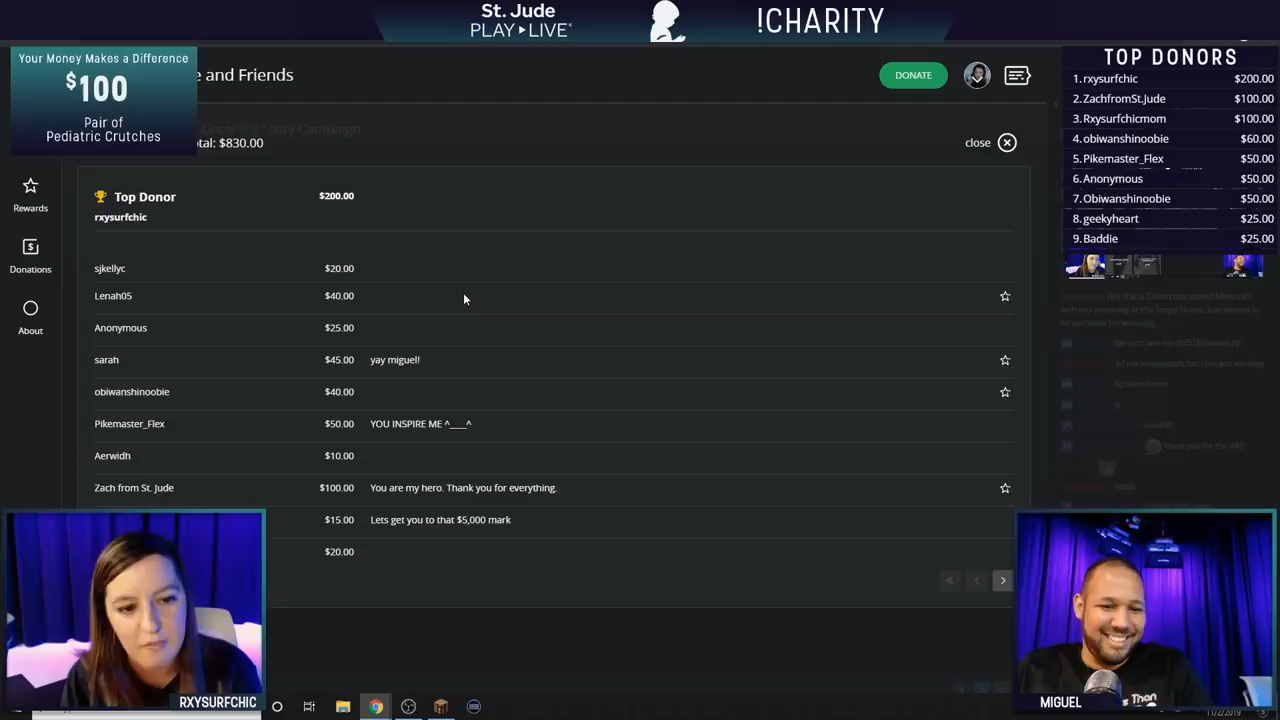 St. Jude
PLAY LIVE
!CHARITY
Your Money Makes a Difference
$100
Pair of
Pediatric Crutches
e and Friends
DONATE
otal: $830.00
close
Rewards
Donations
About
Top Donor $200.00
rxysurfchic
sjkellyc $20.00
Lenah05 $40.00
Anonymous $25.00
sarah $45.00 yay miguel!
obiwanshinoobie $40.00
Pikemaster_Flex $50.00 YOU INSPIRE ME ^____^
Aerwidh $10.00
Zach from St. Jude $100.00 You are my hero. Thank you for everything.
$15.00 Lets get you to that $5,000 mark
$20.00
TOP DONORS
1. rxysurfchic $200.00
2. ZachfromSt.Jude $100.00
3. Rxysurfchicmom $100.00
4. obiwanshinoobie $60.00
5. Pikemaster_Flex $50.00
6. Anonymous $50.00
7. Obiwanshinoobie $50.00
8. geekyheart $25.00
9. Baddie $25.00
RXYSURFCHIC
MIGUEL
11/2/2019